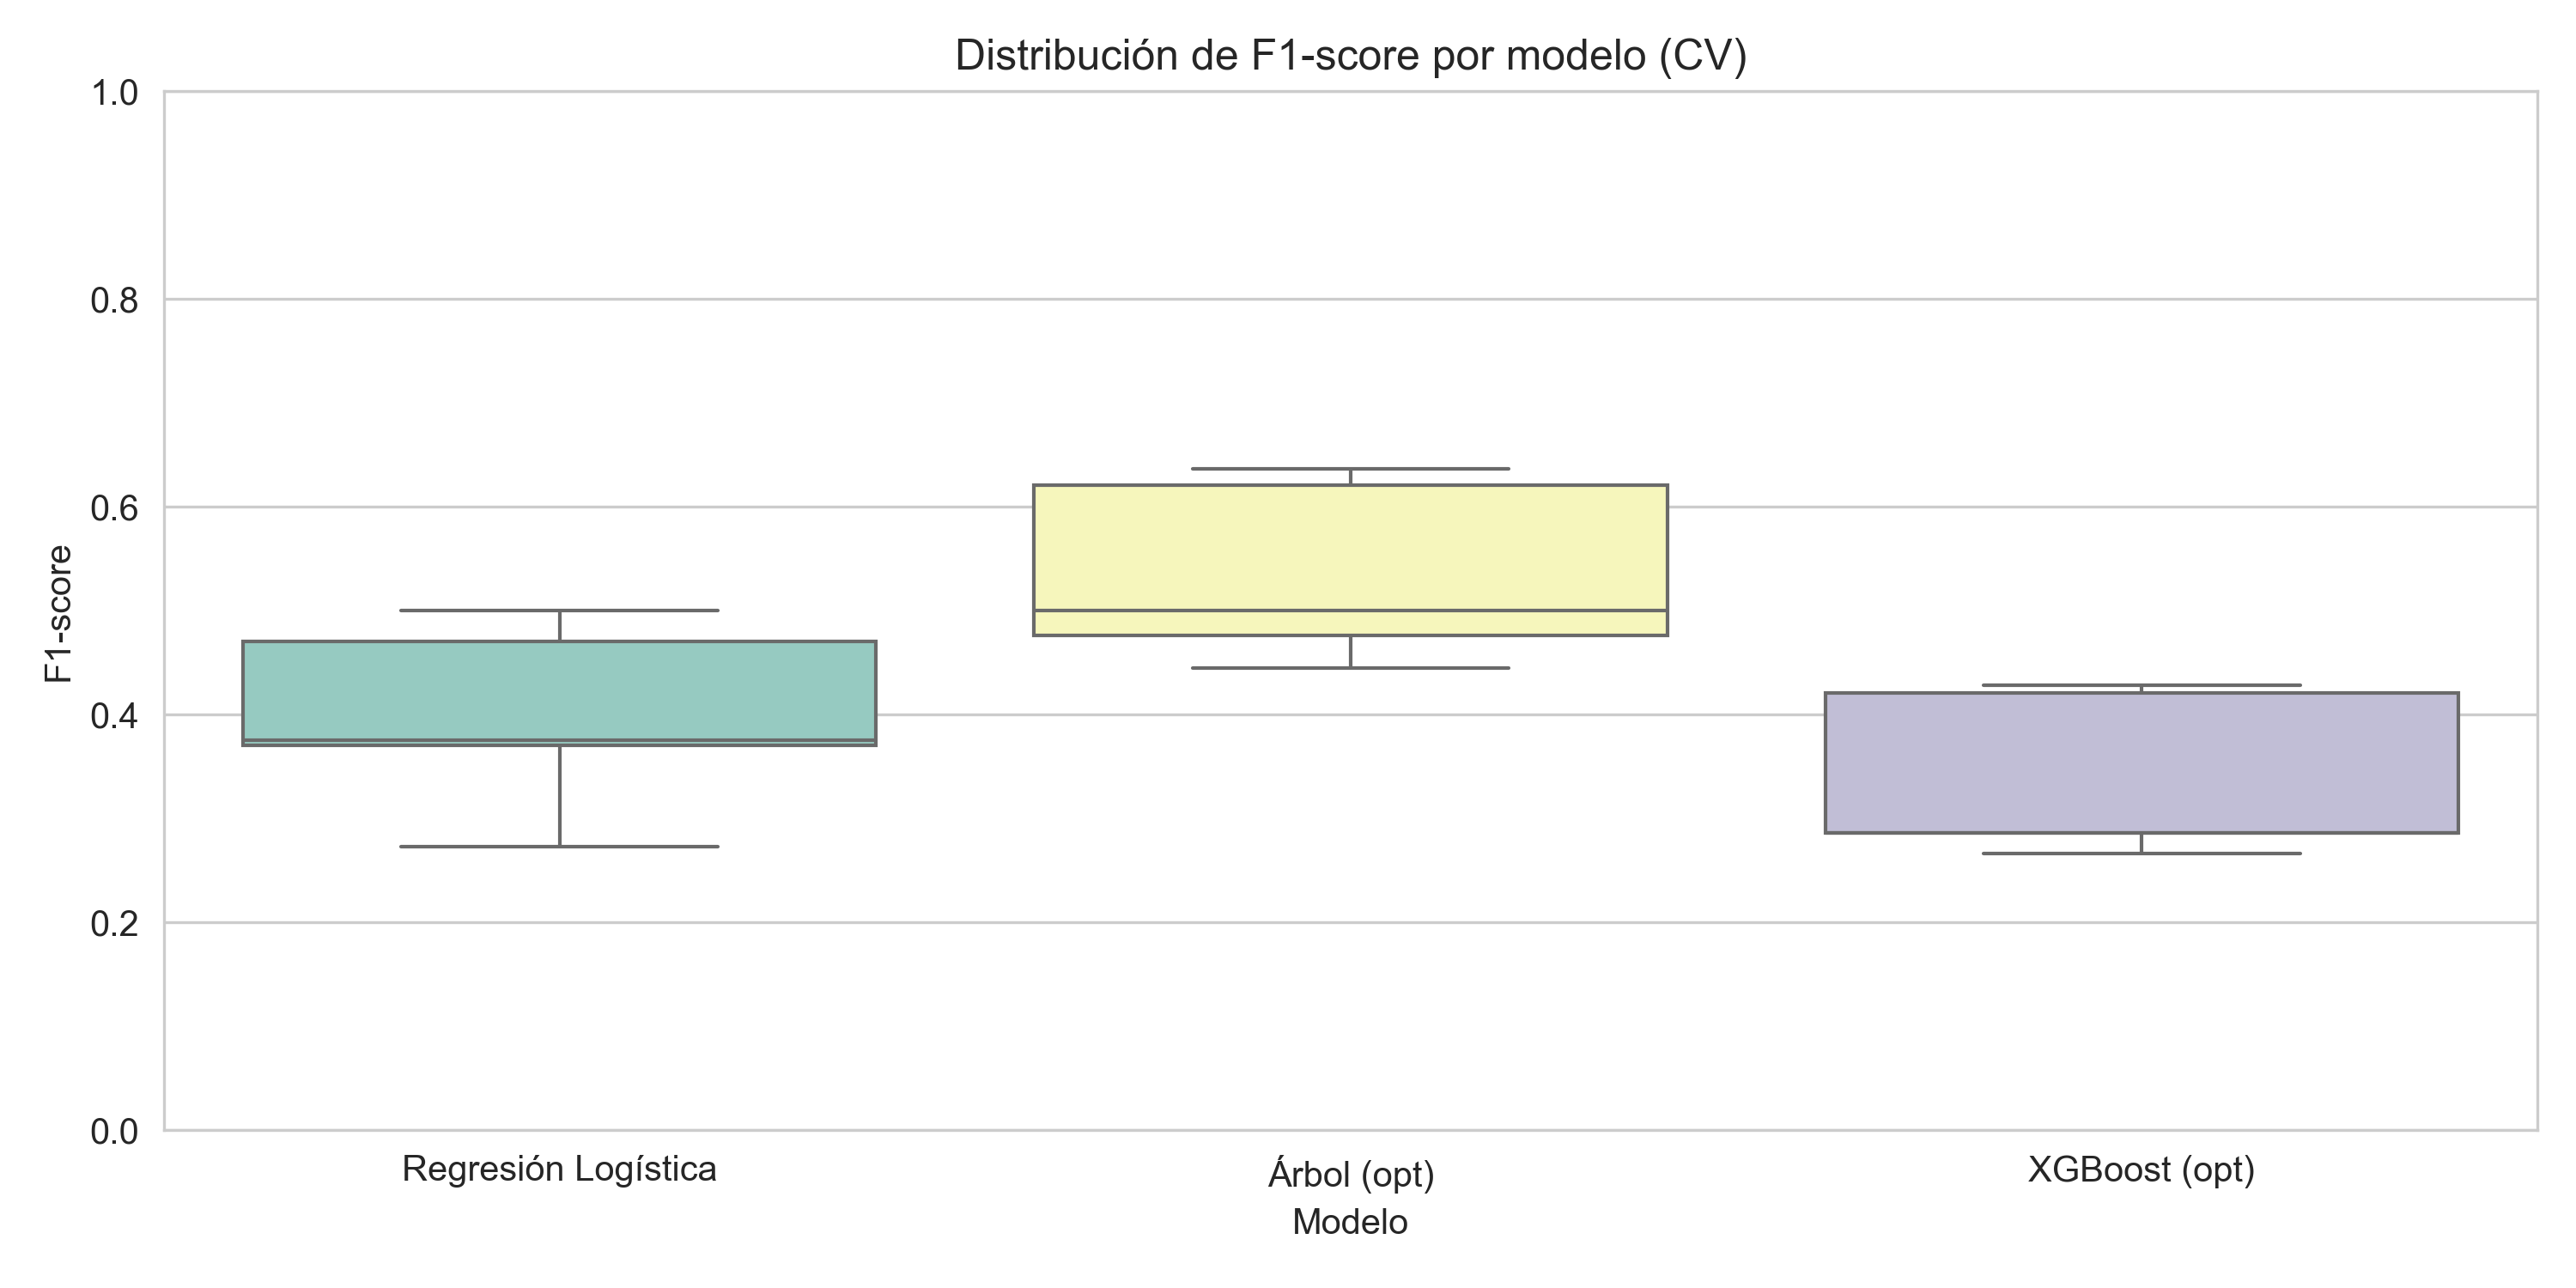 Distribución de F1-score por modelo (CV)
1.0
0.8
0.6
0.4
0.2
0.0
F1-score
Regresión Logística
Árbol (opt)
XGBoost (opt)
Modelo